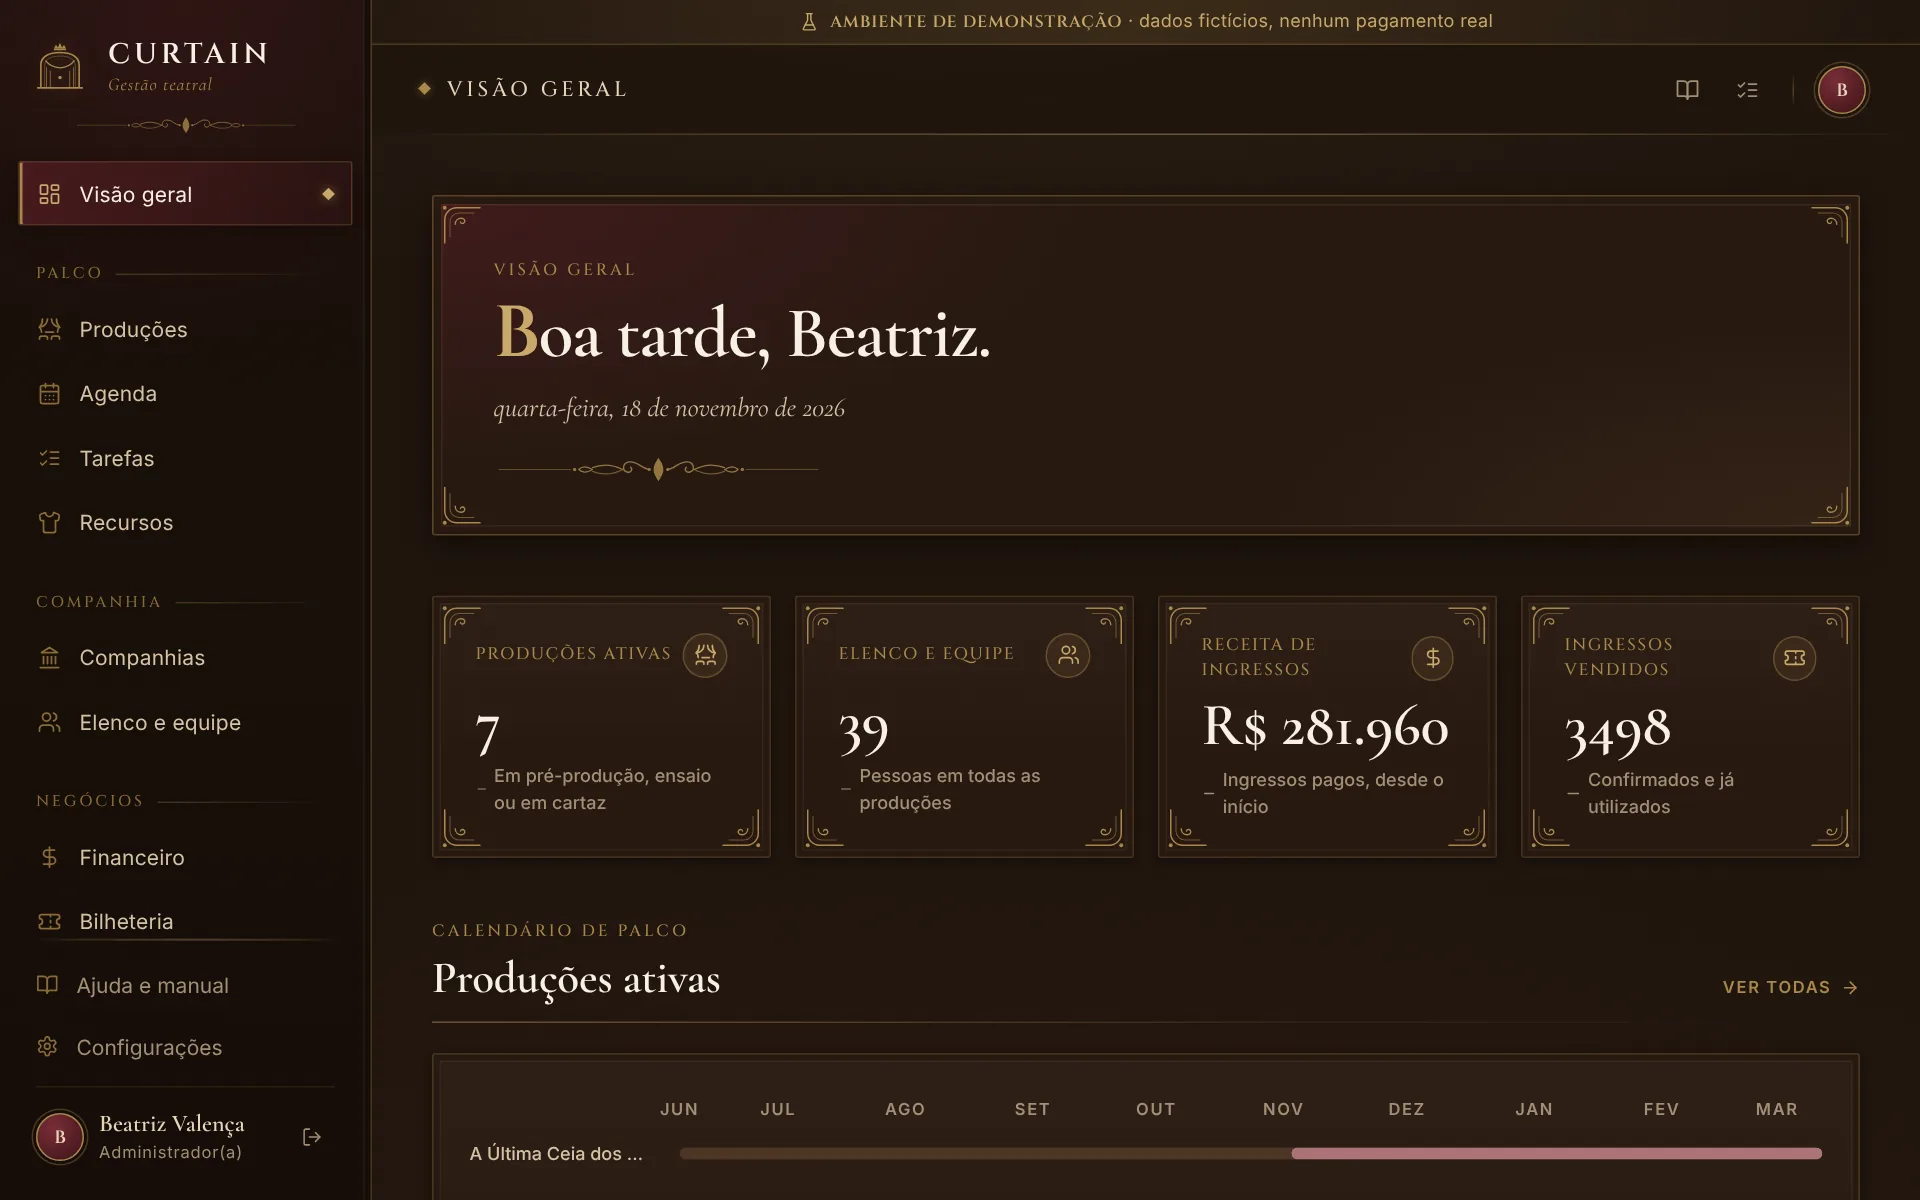 CURTAIN
Gestão teatral
Visão geral
PALCO
Produções
Agenda
Tarefas
Recursos
COMPANHIA
Companhias
Elenco e equipe
NEGÓCIOS
Financeiro
Bilheteria
Ajuda e manual
Configurações
B
Beatriz Valença
Administrador(a)
AMBIENTE DE DEMONSTRAÇÃO · dados fictícios, nenhum pagamento real
VISÃO GERAL
B
VISÃO GERAL
Boa tarde, Beatriz.
quarta-feira, 18 de novembro de 2026
PRODUÇÕES ATIVAS
7
– Em pré-produção, ensaio
ou em cartaz
ELENCO E EQUIPE
39
– Pessoas em todas as
produções
RECEITA DE
INGRESSOS
R$ 281.960
– Ingressos pagos, desde o
início
INGRESSOS
VENDIDOS
3498
– Confirmados e já
utilizados
CALENDÁRIO DE PALCO
Produções ativas
VER TODAS
JUN JUL AGO SET OUT NOV DEZ JAN FEV MAR
A Última Ceia dos ...